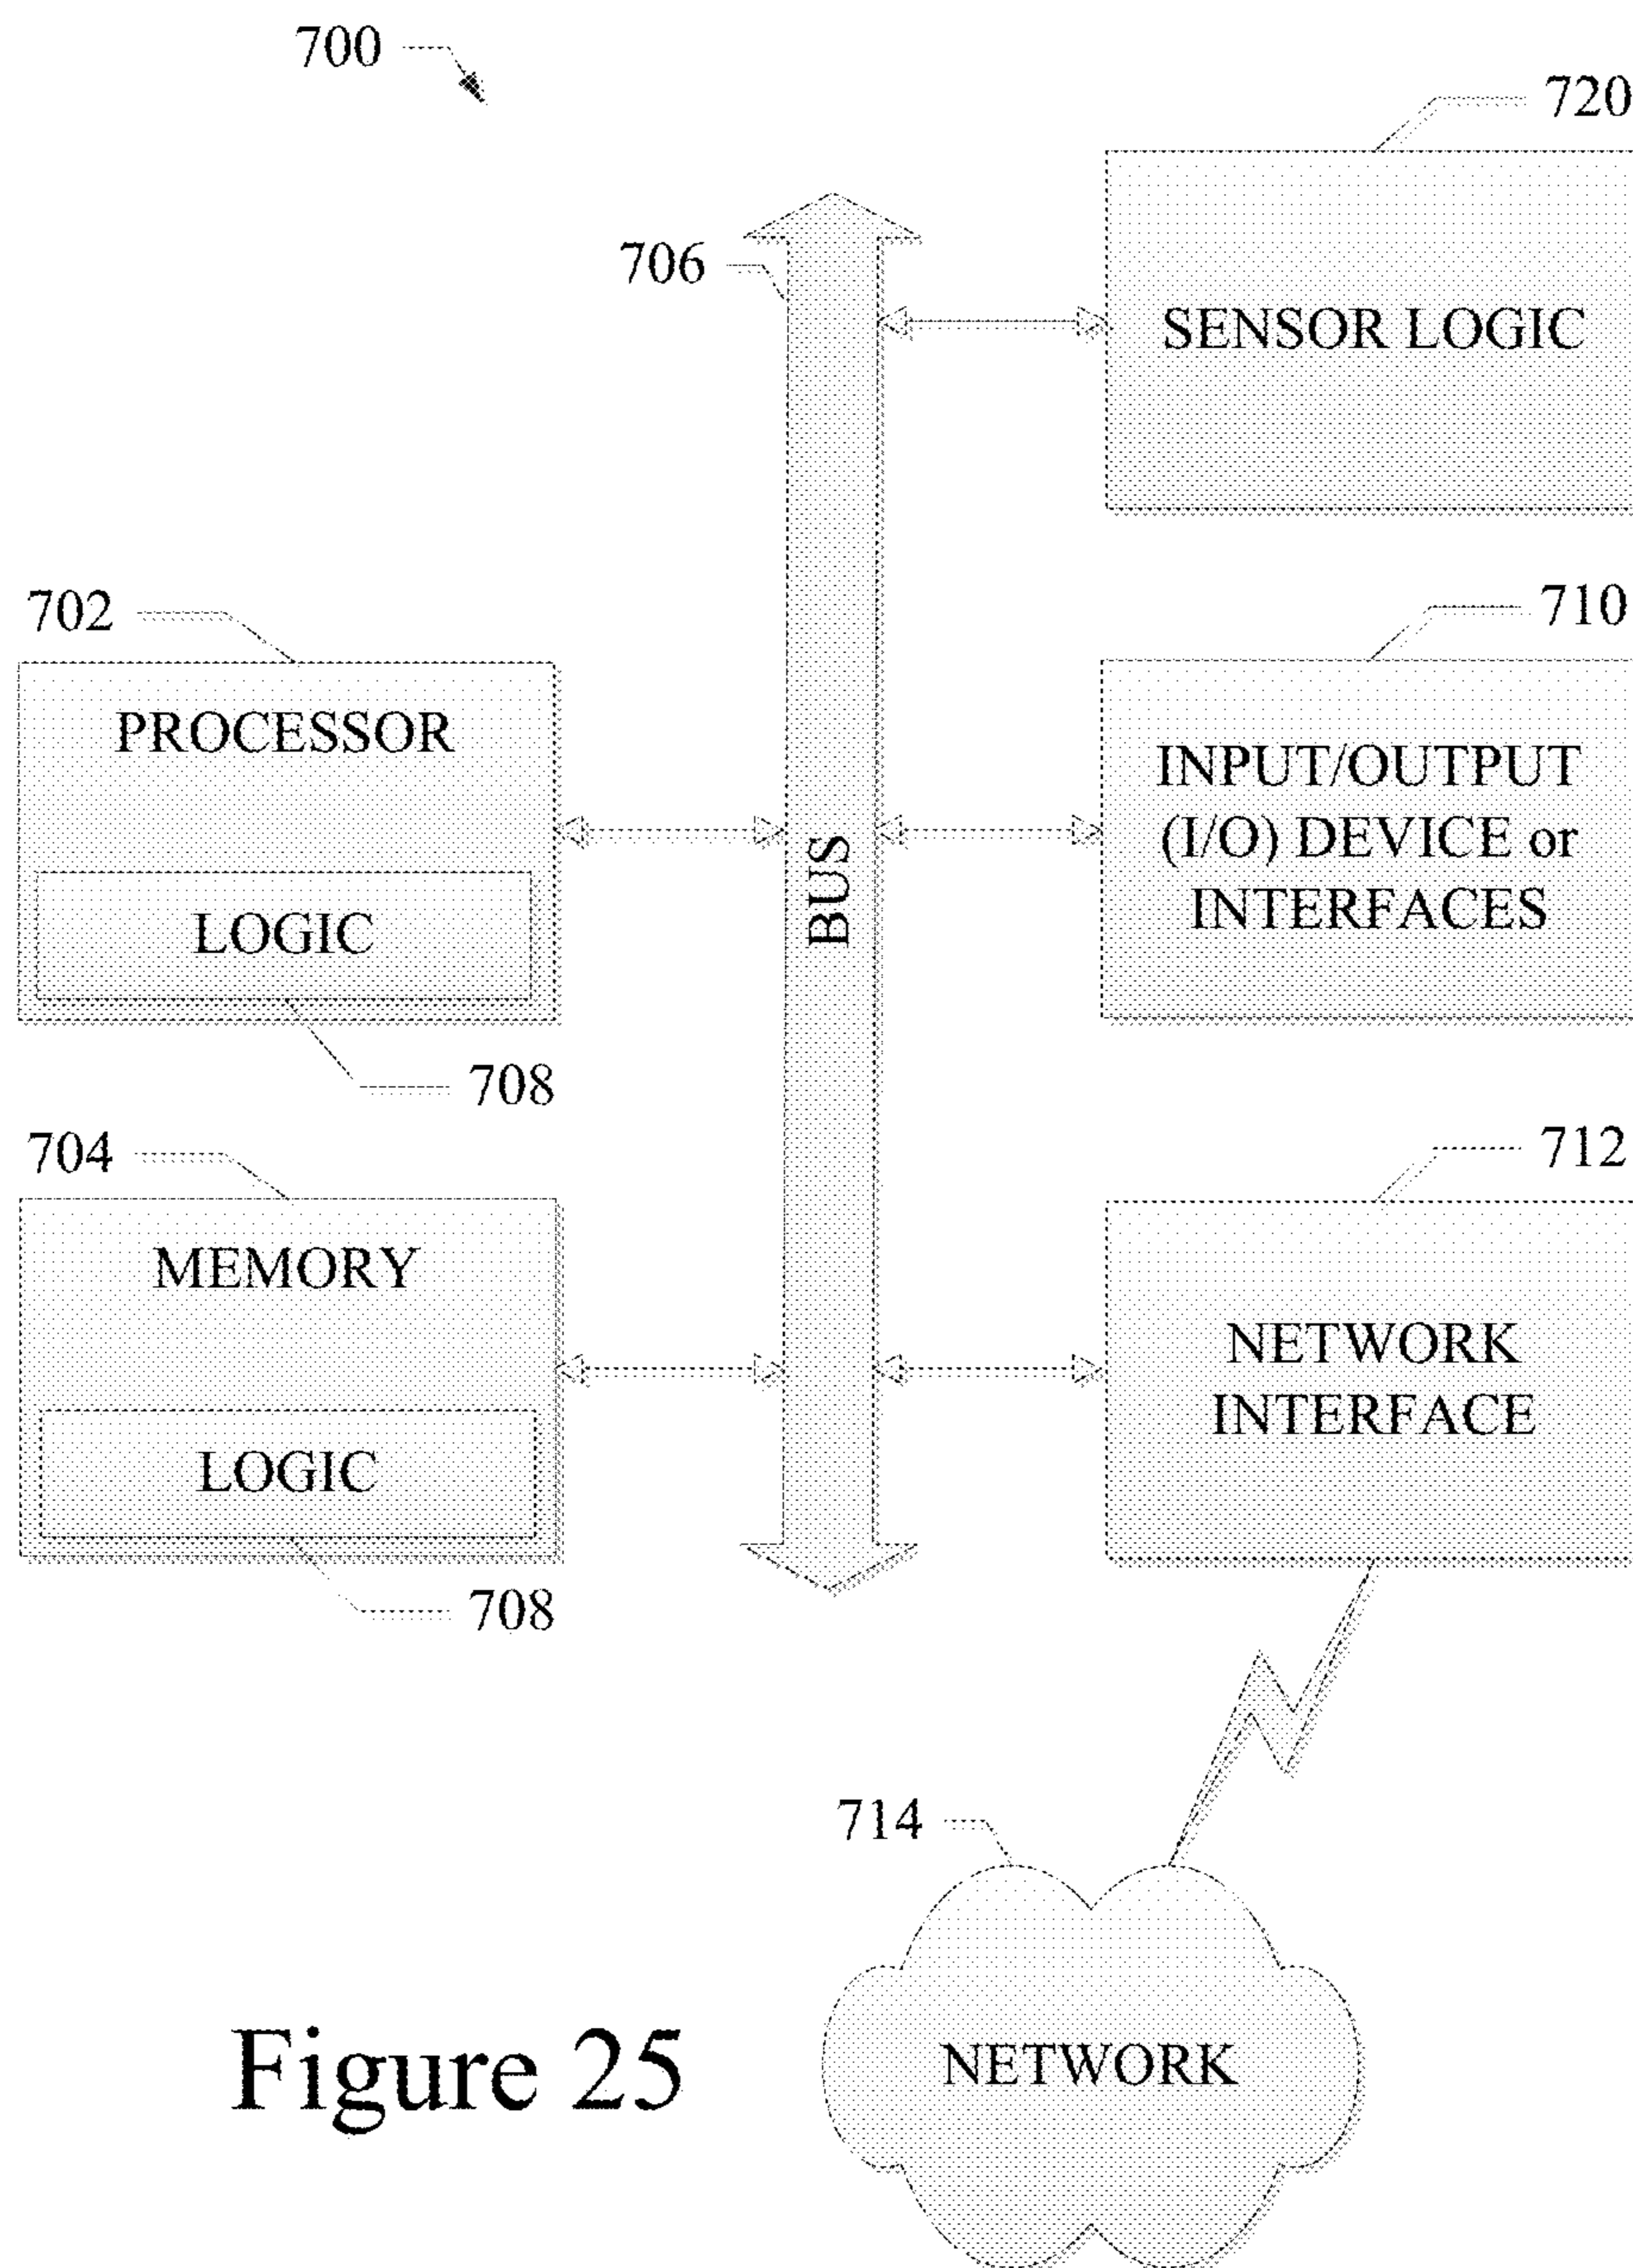 700
720
706
SENSOR LOGIC
702
710
PROCESSOR
INPUT/OUTPUT
(I/O) DEVICE or
INTERFACES
BUS
LOGIC
708
704
712
MEMORY
NETWORK
INTERFACE
LOGIC
708
714
NETWORK
Figure 25